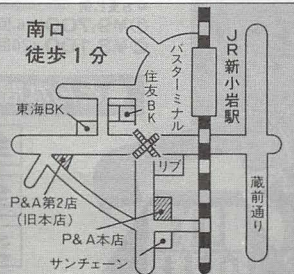 南口
徒歩1分
JR新小岩駅
バスターミナル
住友BK
東海BK
リブ
蔵前通り
P&A第2店
(旧本店)
P&A本店
サンチェーン